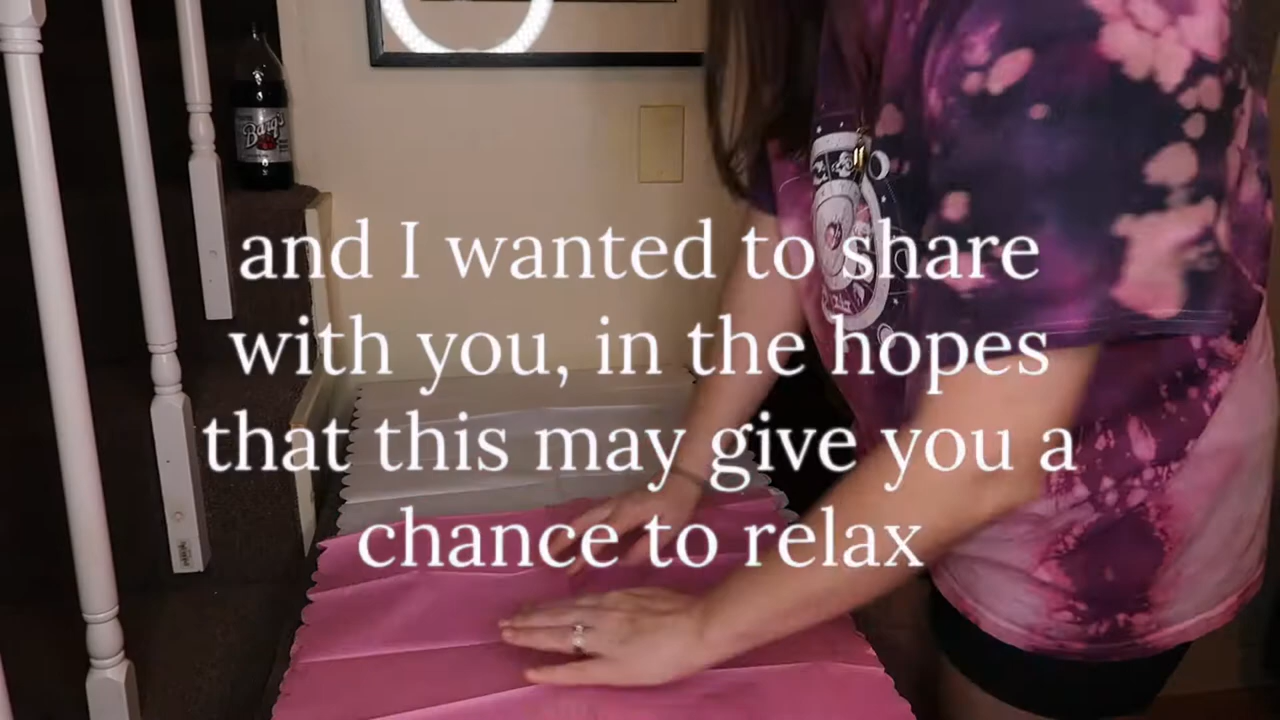 Barq's
and I wanted to share
with you, in the hopes
that this may give you a
chance to relax